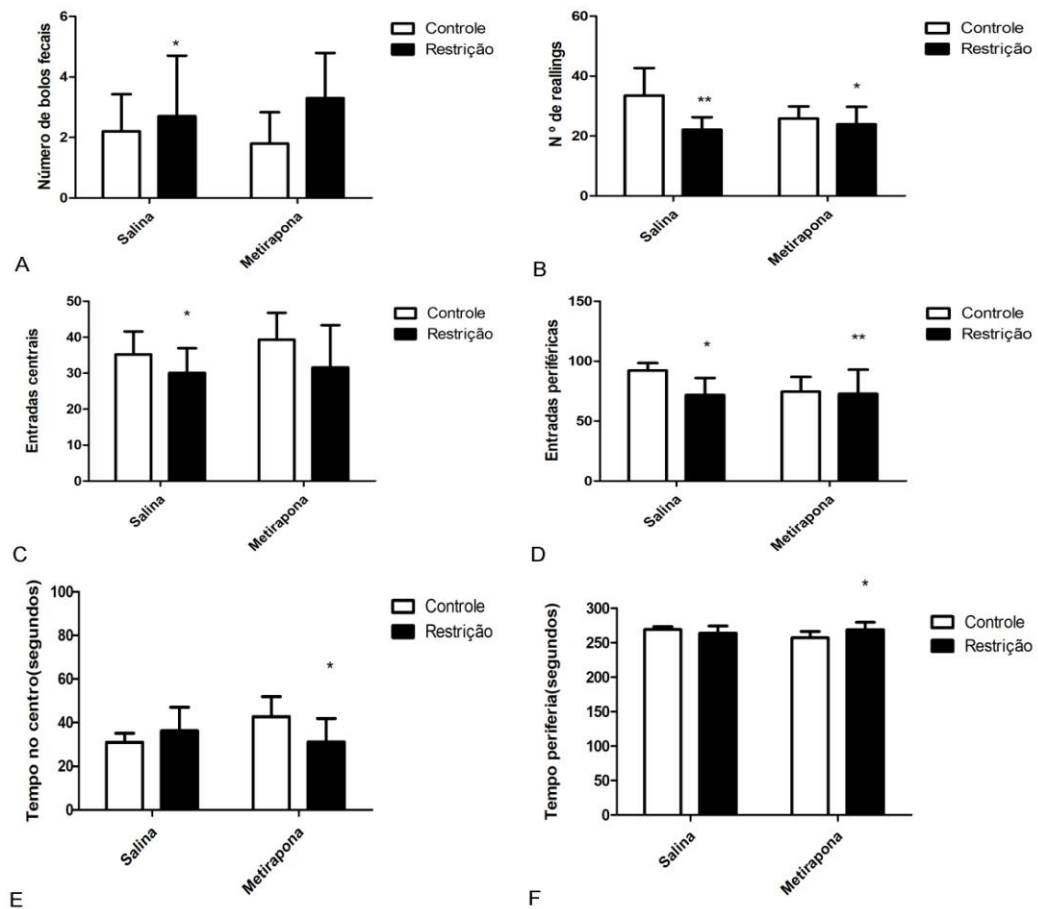 Número de bolos fecais
6
4
2
0
*
Salina
Metirapona
Controle
Restrição
A
N º de reallings
60
40
20
0
**
*
Salina
Metirapona
Controle
Restrição
B
Entradas centrais
50
40
30
20
10
0
*
Salina
Metirapona
Controle
Restrição
C
Entradas periféricas
150
100
50
0
*
**
Salina
Metirapona
Controle
Restrição
D
Tempo no centro(segundos)
100
80
60
40
20
0
*
Salina
Metirapona
Controle
Restrição
E
Tempo periferia(segundos)
300
250
200
150
100
50
0
*
Salina
Metirapona
Controle
Restrição
F